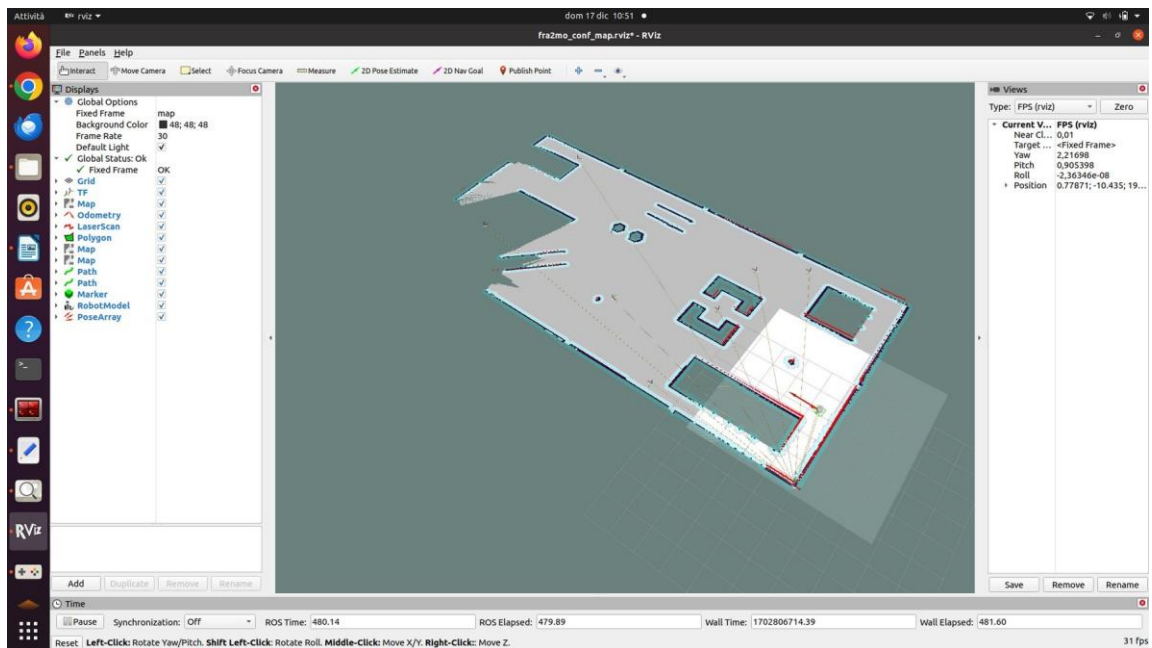 Attività
rviz
dom 17 dic 10:51
fra2mo_conf_map.rviz* - RViz
File Panels Help
Interact Move Camera Select Focus Camera Measure 2D Pose Estimate 2D Nav Goal Publish Point
Displays
Global Options
Fixed Frame map
Background Color 48; 48; 48
Frame Rate 30
Default Light
Global Status: Ok
Fixed Frame OK
Grid
TF
Map
Odometry
LaserScan
Polygon
Map
Map
Path
Path
Marker
RobotModel
PoseArray
Add Duplicate Remove Rename
Views
Type: FPS (rviz) Zero
Current V... FPS (rviz)
Near Cl... 0,01
Target ... <Fixed Frame>
Yaw 2,21698
Pitch 0,905398
Roll -2,36346e-08
Position 0.77871; -10.435; 19...
Save Remove Rename
RViz
Time
Pause Synchronization: Off ROS Time: 480.14 ROS Elapsed: 479.89 Wall Time: 1702806714.39 Wall Elapsed: 481.60
Reset Left-Click: Rotate Yaw/Pitch. Shift Left-Click: Rotate Roll. Middle-Click: Move X/Y. Right-Click:: Move Z. 31 fps